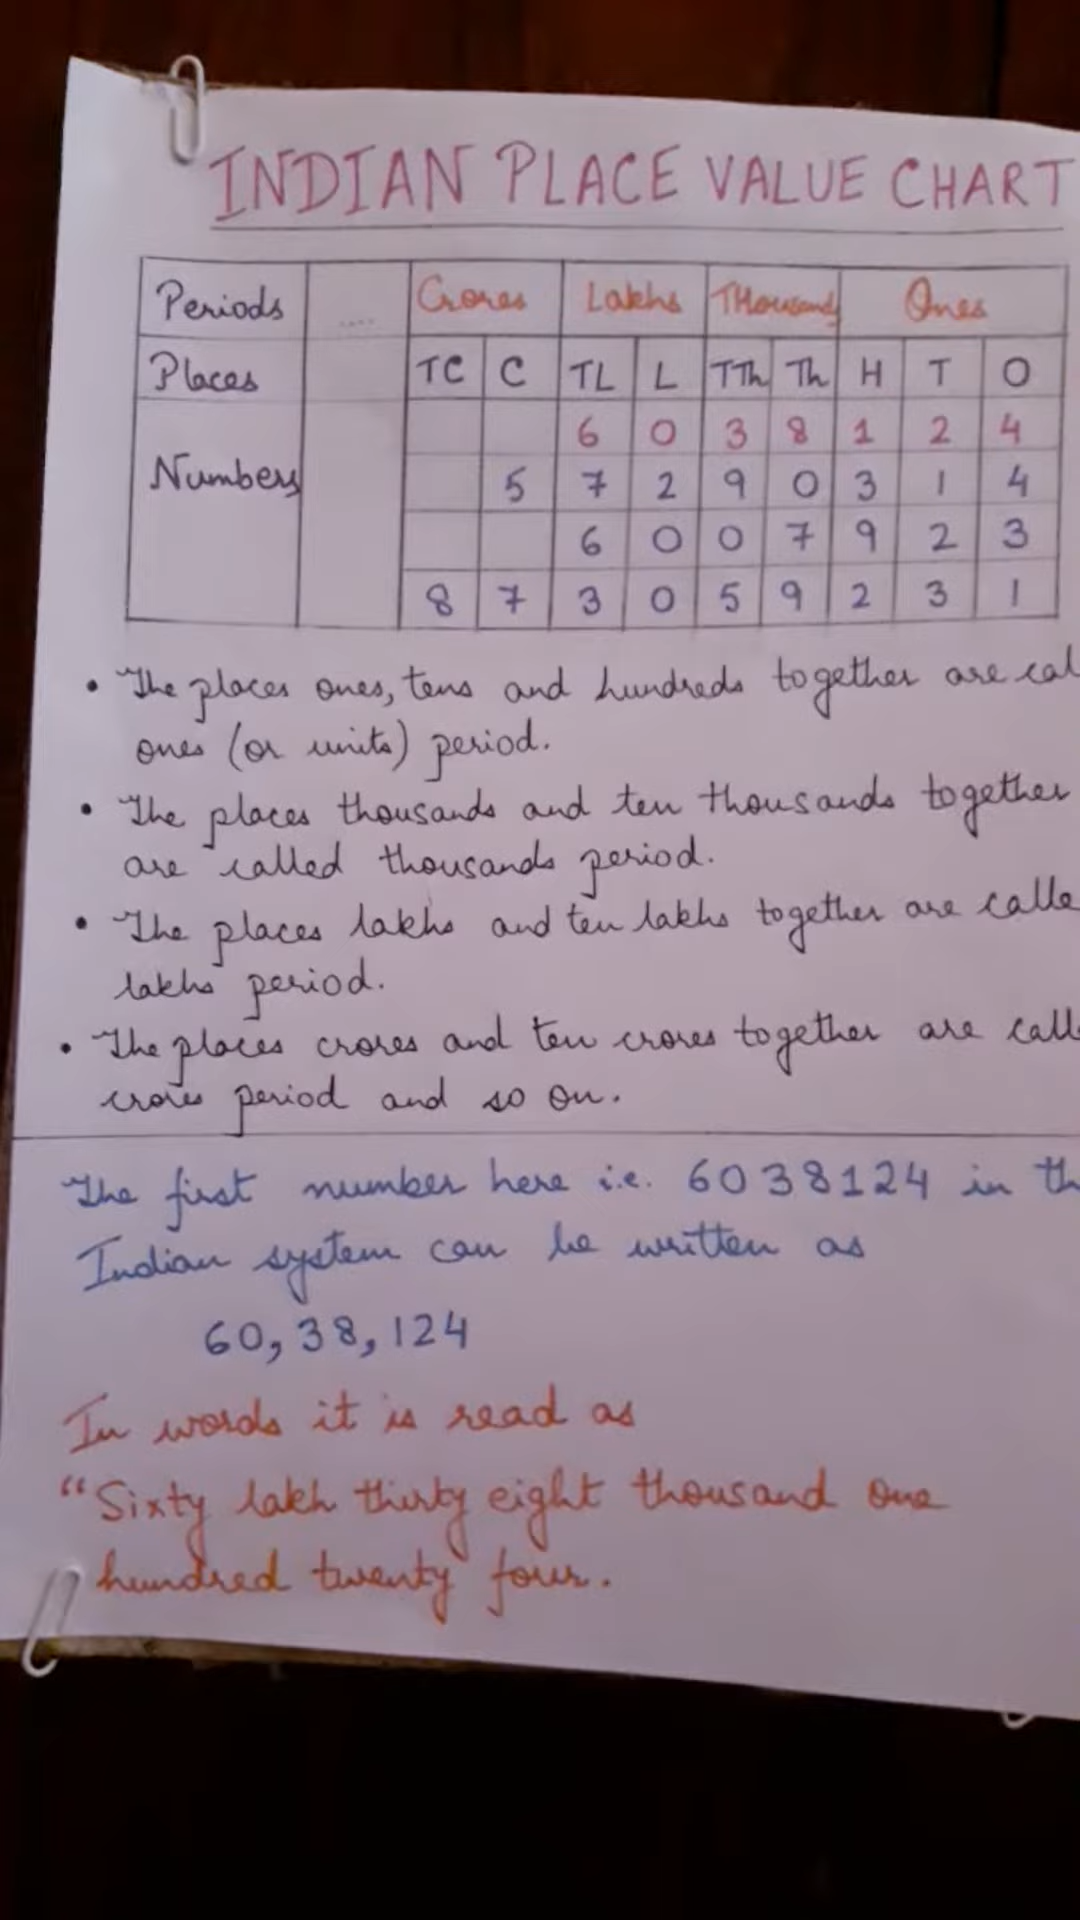 INDIAN PLACE VALUE CHART
Periods .... Crores Lakhs THousands Ones
Places TC C TL L TTh Th H T O
6 0 3 8 1 2 4
Numbers 5 7 2 9 0 3 1 4
6 0 0 7 9 2 3
8 7 3 0 5 9 2 3 1
• The places ones, tens and hundreds together are cal
ones (or units) period.
• The places thousands and ten thousands together
are called thousands period.
• The places lakhs and ten lakhs together are calle
lakhs period.
• The places crores and ten crores together are call
crores period and so on.
The first number here i.e. 6038124 in th
Indian system can be written as
60, 38, 124
In words it is read as
“Sixty lakh thirty eight thousand one
hundred twenty four.